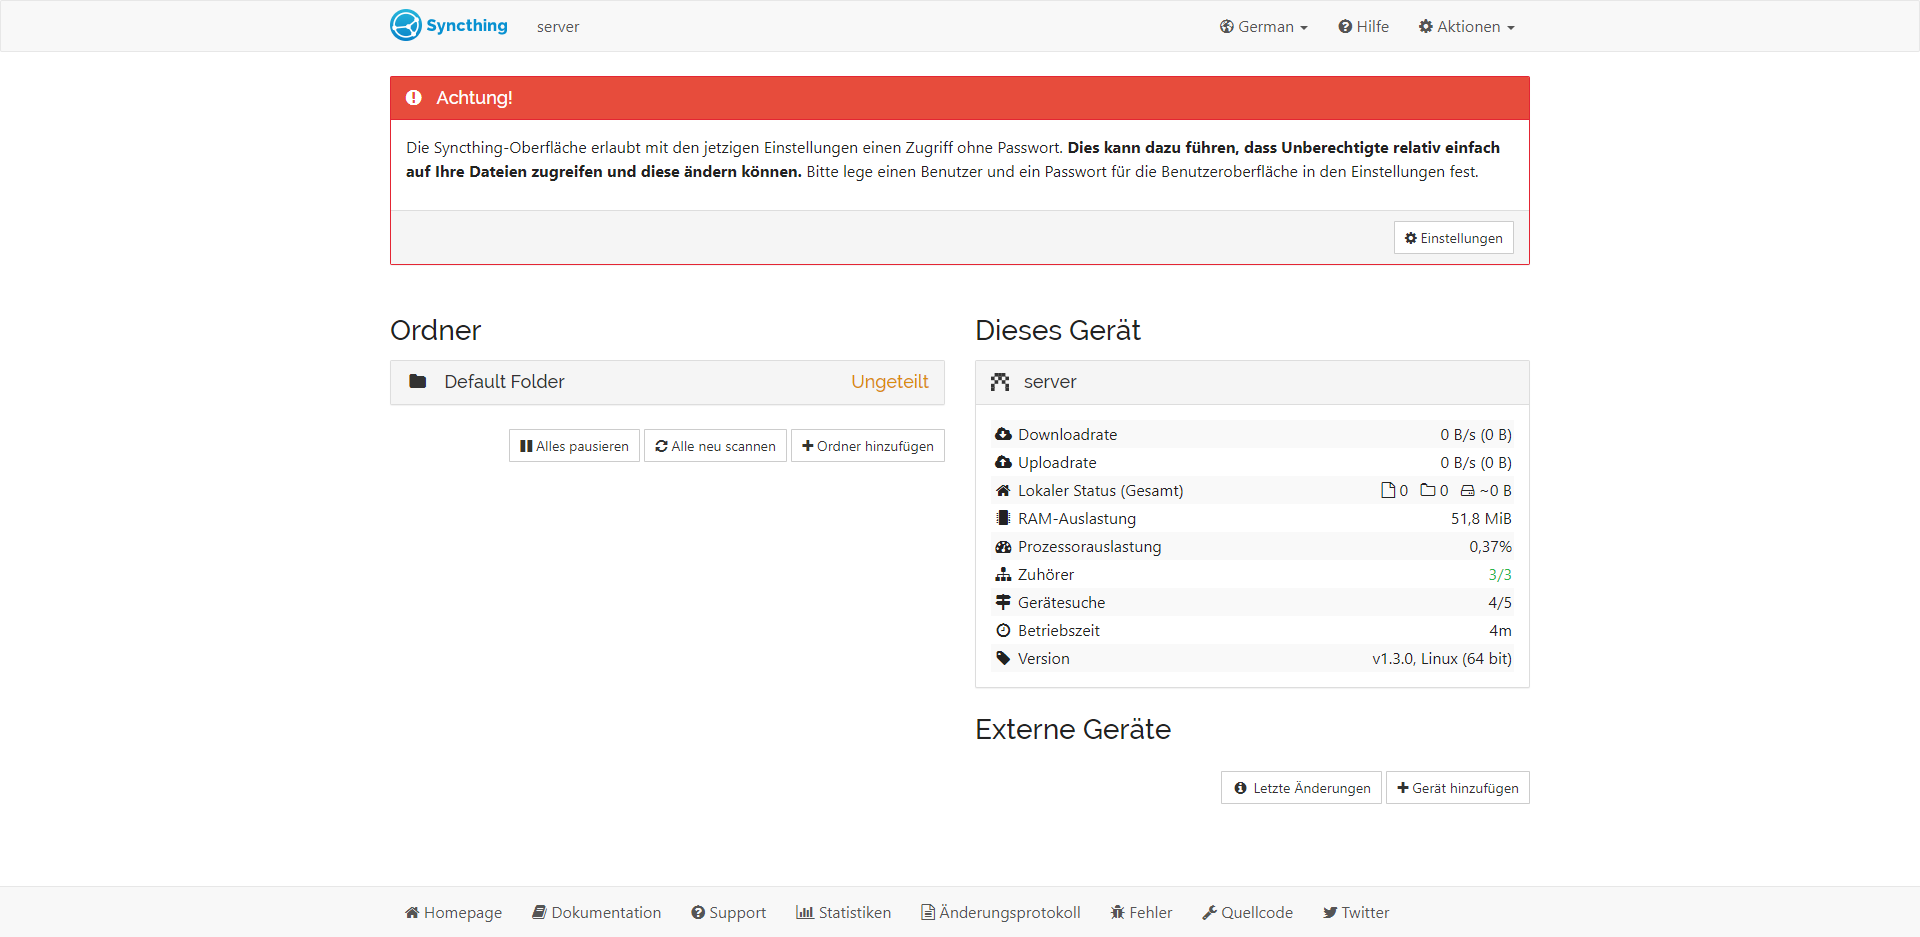 Syncthing server German Hilfe Aktionen
Achtung!
Die Syncthing-Oberfläche erlaubt mit den jetzigen Einstellungen einen Zugriff ohne Passwort. Dies kann dazu führen, dass Unberechtigte relativ einfach
auf Ihre Dateien zugreifen und diese ändern können. Bitte lege einen Benutzer und ein Passwort für die Benutzeroberfläche in den Einstellungen fest.
Einstellungen
Ordner
Default Folder Ungeteilt
Alles pausieren Alle neu scannen Ordner hinzufügen
Dieses Gerät
server
Downloadrate 0 B/s (0 B)
Uploadrate 0 B/s (0 B)
Lokaler Status (Gesamt) 0 0 ~0 B
RAM-Auslastung 51,8 MiB
Prozessorauslastung 0,37%
Zuhörer 3/3
Gerätesuche 4/5
Betriebszeit 4m
Version v1.3.0, Linux (64 bit)
Externe Geräte
Letzte Änderungen Gerät hinzufügen
Homepage Dokumentation Support Statistiken Änderungsprotokoll Fehler Quellcode Twitter